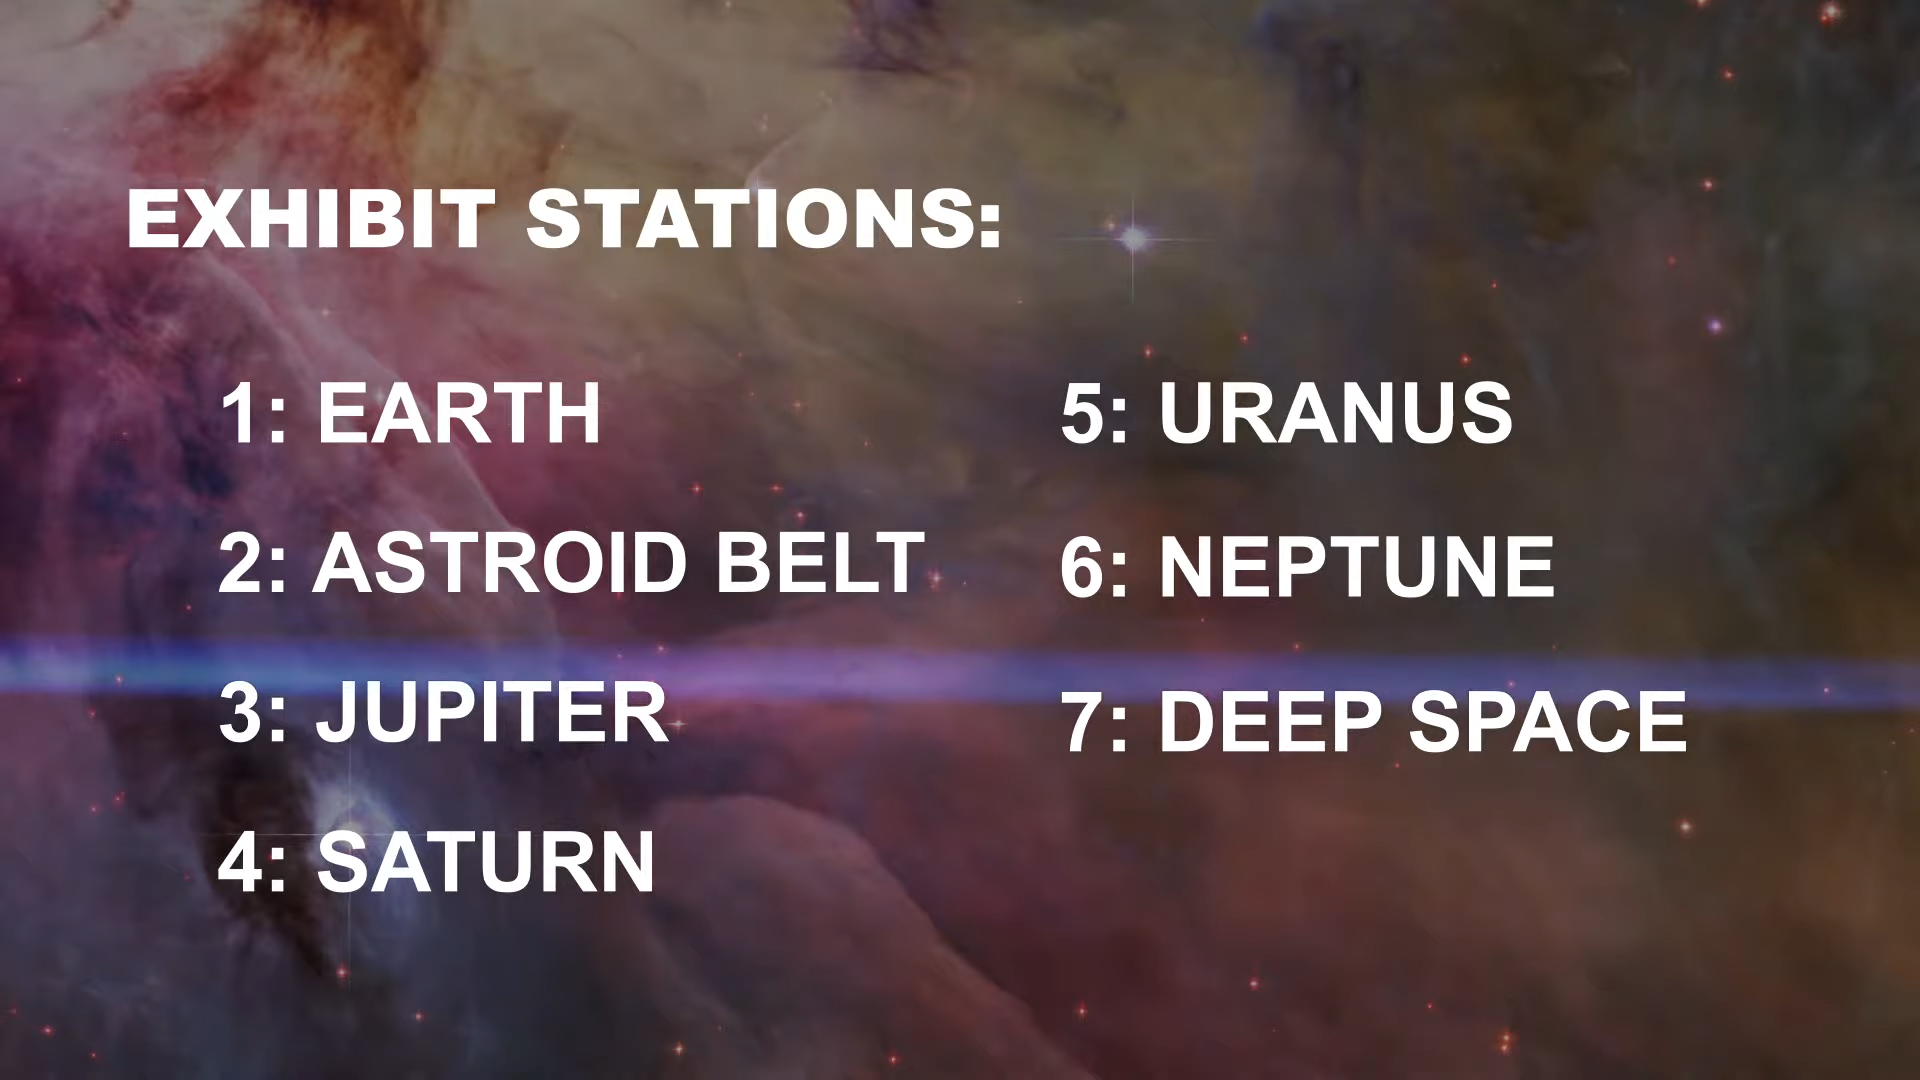 EXHIBIT STATIONS:
1: EARTH
2: ASTROID BELT
3: JUPITER
4: SATURN
5: URANUS
6: NEPTUNE
7: DEEP SPACE